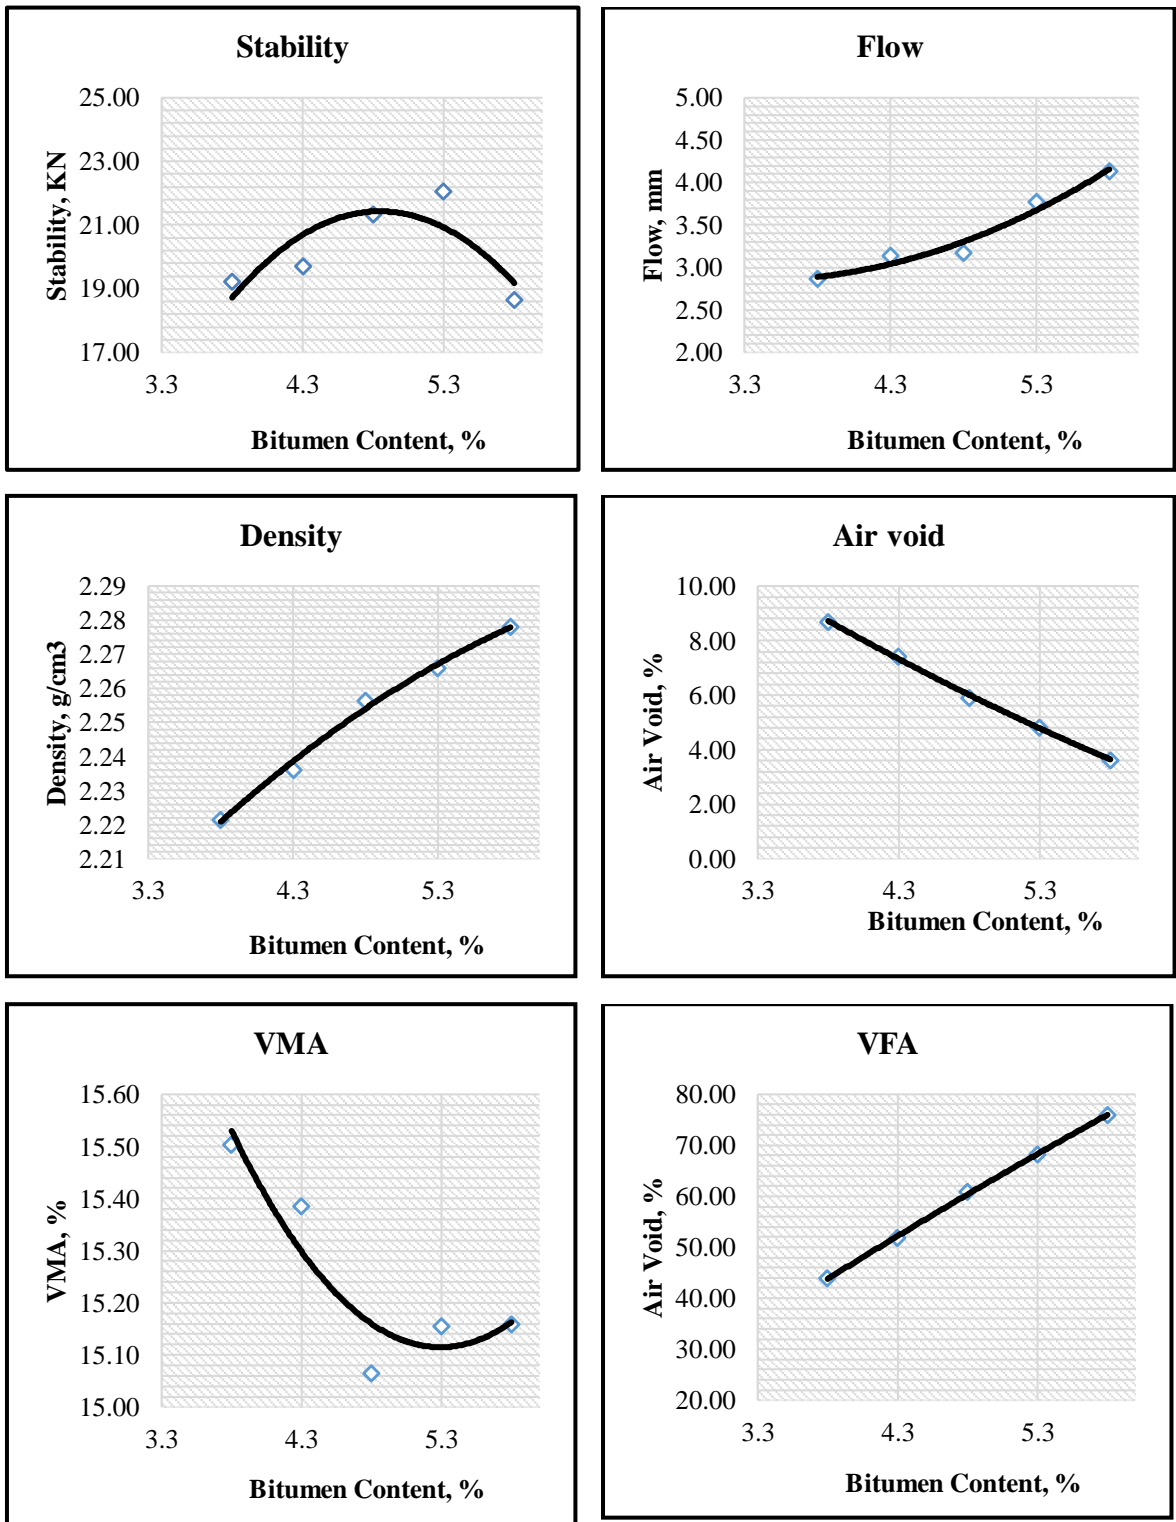 Stability
25.00
23.00
21.00
19.00
17.00
Stability, KN
3.3 4.3 5.3
Bitumen Content, %
Flow
5.00
4.50
4.00
3.50
3.00
2.50
2.00
Flow, mm
3.3 4.3 5.3
Bitumen Content, %
Density
2.29
2.28
2.27
2.26
2.25
2.24
2.23
2.22
2.21
Density, g/cm3
3.3 4.3 5.3
Bitumen Content, %
Air void
10.00
8.00
6.00
4.00
2.00
0.00
Air Void, %
3.3 4.3 5.3
Bitumen Content, %
VMA
15.60
15.50
15.40
15.30
15.20
15.10
15.00
VMA, %
3.3 4.3 5.3
Bitumen Content, %
VFA
80.00
70.00
60.00
50.00
40.00
30.00
20.00
Air Void, %
3.3 4.3 5.3
Bitumen Content, %